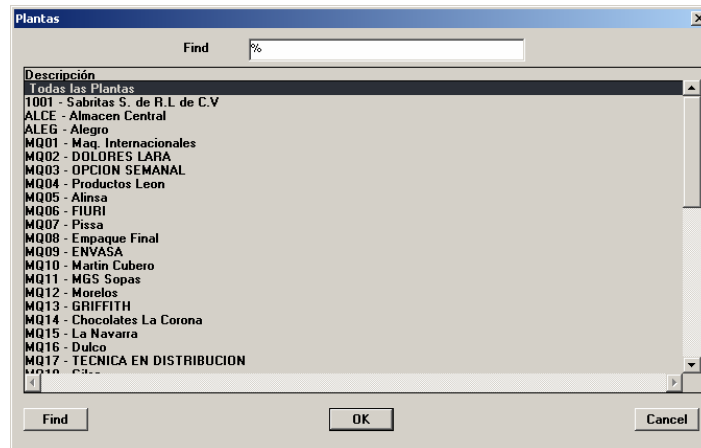 Plantas
Find %
Descripción
Todas las Plantas
1001 - Sabritas S. de R.L de C.V
ALCE - Almacen Central
ALEG - Alegro
MQ01 - Maq. Internacionales
MQ02 - DOLORES LARA
MQ03 - OPCION SEMANAL
MQ04 - Productos Leon
MQ05 - Alinsa
MQ06 - FIURI
MQ07 - Pissa
MQ08 - Empaque Final
MQ09 - ENVASA
MQ10 - Martin Cubero
MQ11 - MGS Sopas
MQ12 - Morelos
MQ13 - GRIFFITH
MQ14 - Chocolates La Corona
MQ15 - La Navarra
MQ16 - Dulco
MQ17 - TECNICA EN DISTRIBUCION
Find OK Cancel